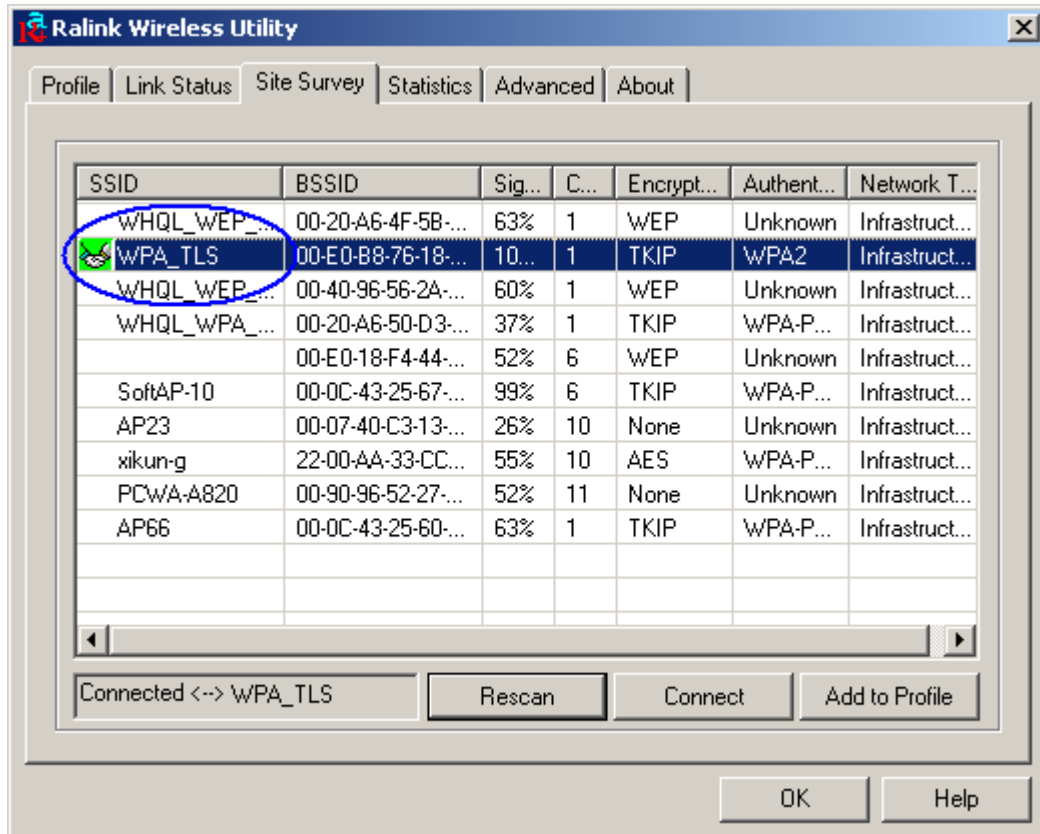 Ralink Wireless Utility
Profile Link Status Site Survey Statistics Advanced About
SSID BSSID Sig... C... Encrypt... Authent... Network T...
WHQL_WEP_... 00-20-A6-4F-5B-... 63% 1 WEP Unknown Infrastruct...
WPA_TLS 00-E0-B8-76-18-... 10... 1 TKIP WPA2 Infrastruct...
WHQL_WEP_... 00-40-96-56-2A-... 60% 1 WEP Unknown Infrastruct...
WHQL_WPA_... 00-20-A6-50-D3-... 37% 1 TKIP WPA-P... Infrastruct...
00-E0-18-F4-44-... 52% 6 WEP Unknown Infrastruct...
SoftAP-10 00-0C-43-25-67-... 99% 6 TKIP WPA-P... Infrastruct...
AP23 00-07-40-C3-13-... 26% 10 None Unknown Infrastruct...
xikun-g 22-00-AA-33-CC... 55% 10 AES WPA-P... Infrastruct...
PCWA-A820 00-90-96-52-27-... 52% 11 None Unknown Infrastruct...
AP66 00-0C-43-25-60-... 63% 1 TKIP WPA-P... Infrastruct...
Connected <--> WPA_TLS Rescan Connect Add to Profile
OK Help